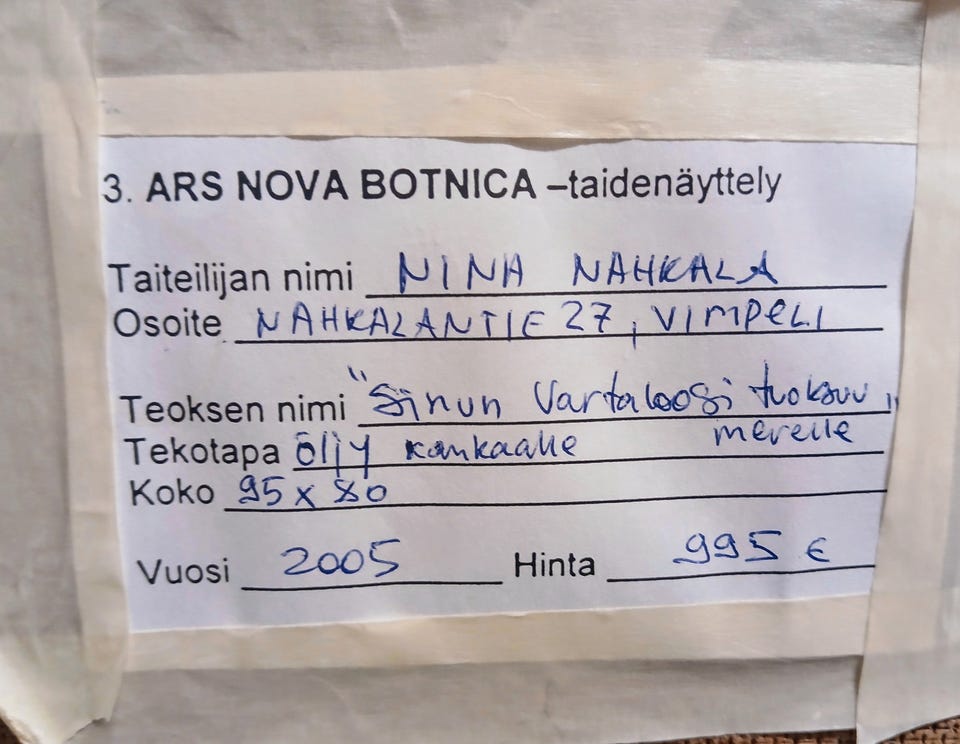 3. ARS NOVA BOTNICA –taidenäyttely
Taiteilijan nimi NINA NAHKALA
Osoite NAHKALANTIE 27, VIMPELI
Teoksen nimi "Sinun Vartaloosi tuoksuu"
merelle
Tekotapa öljy kankaalle
Koko 95 x 80
Vuosi 2005 Hinta 995 €